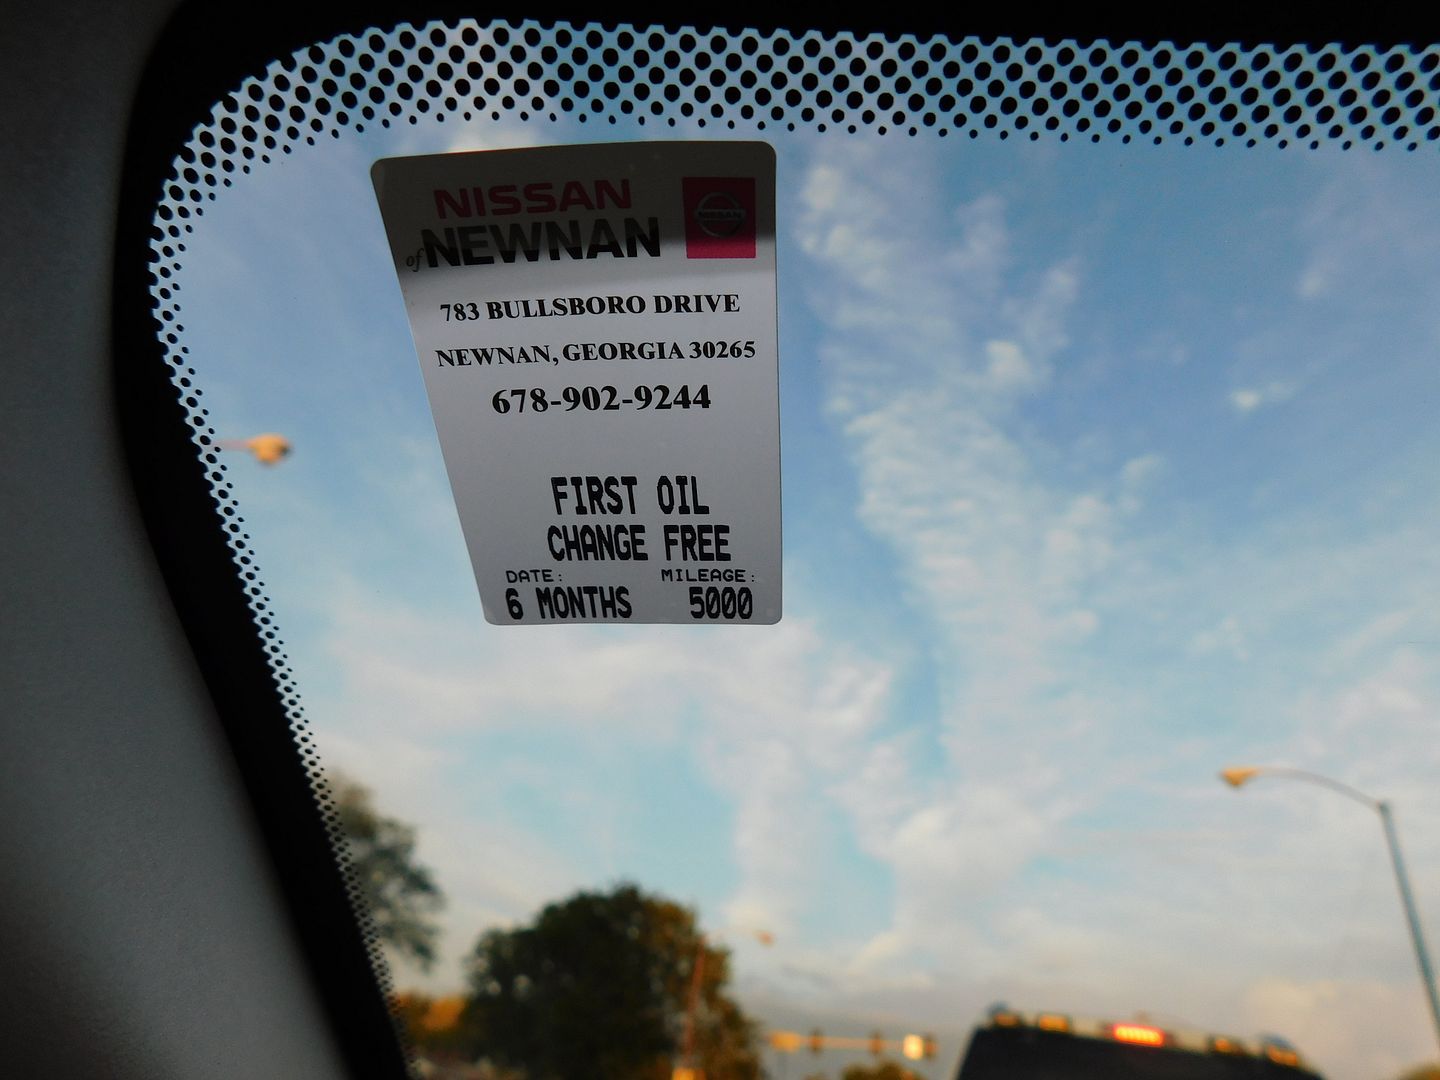 NISSAN
of NEWNAN
NISSAN
783 BULLSBORO DRIVE
NEWNAN, GEORGIA 30265
678-902-9244
FIRST OIL
CHANGE FREE
DATE: MILEAGE:
6 MONTHS 5000